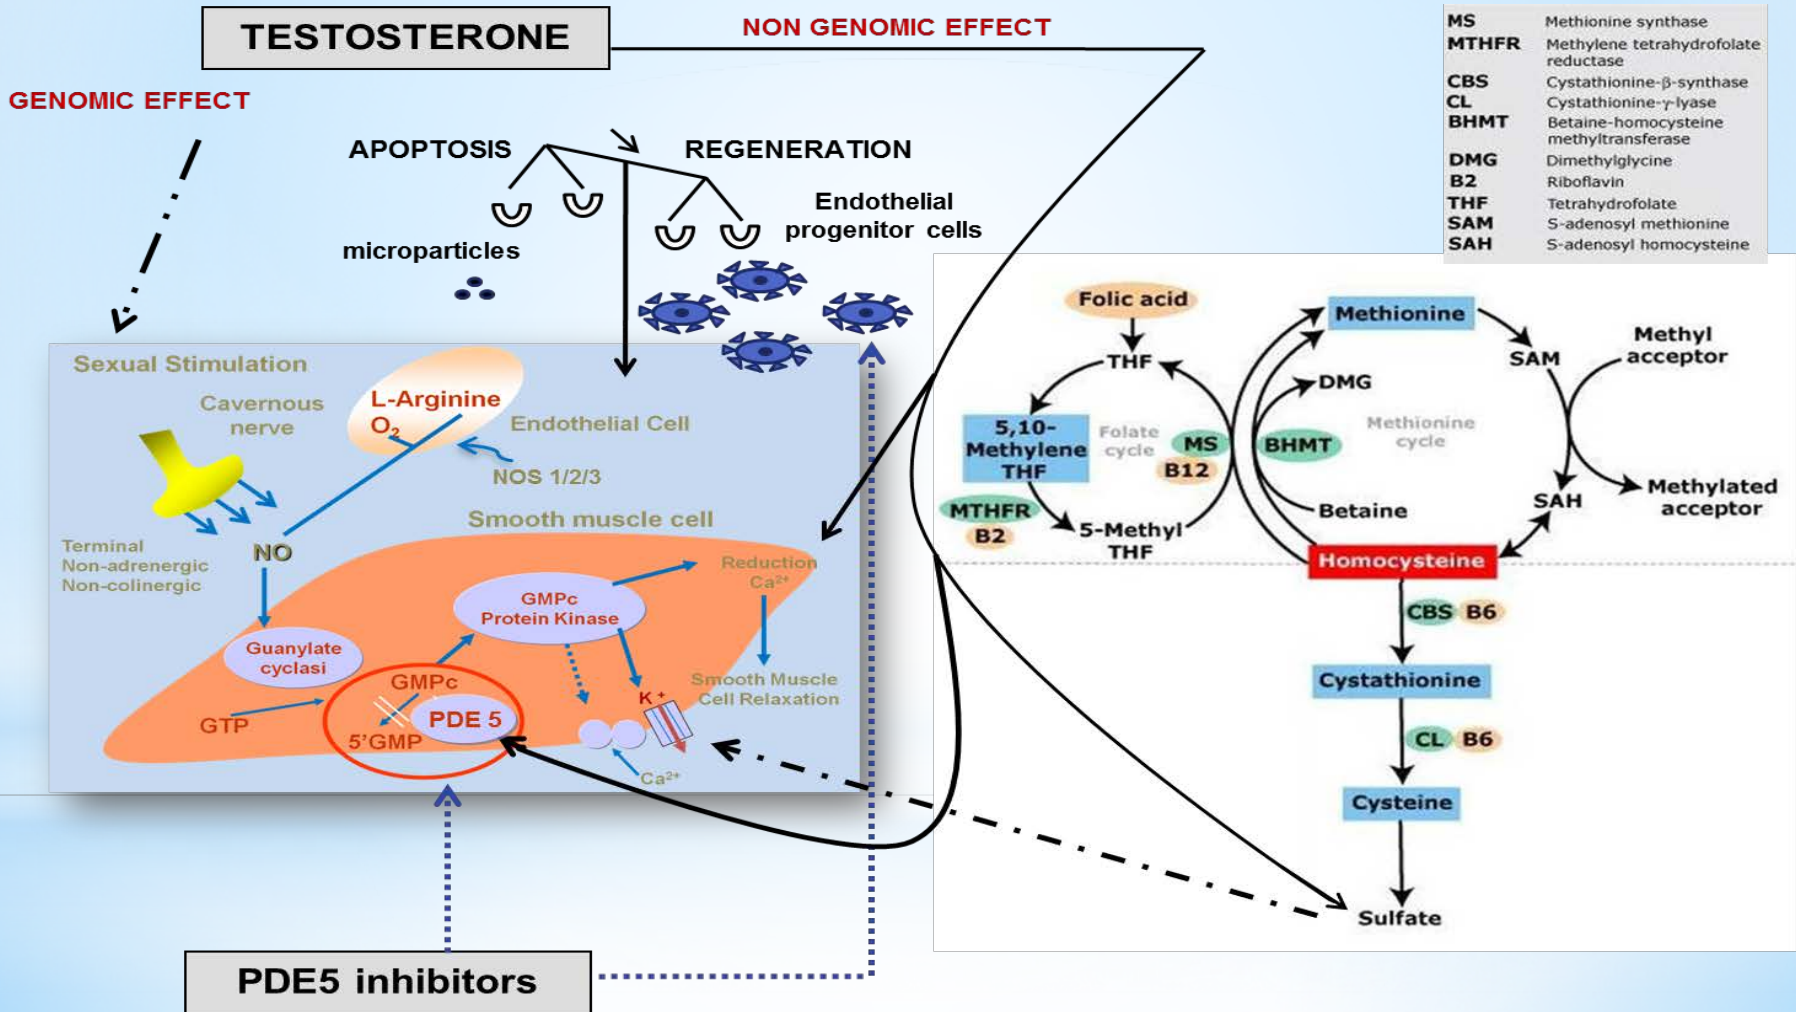 TESTOSTERONE
NON GENOMIC EFFECT
GENOMIC EFFECT
APOPTOSIS
REGENERATION
Endothelial
progenitor cells
microparticles
MS Methionine synthase
MTHFR Methylene tetrahydrofolate
reductase
CBS Cystathionine-β-synthase
CL Cystathionine-γ-lyase
BHMT Betaine-homocysteine
methyltransferase
DMG Dimethylglycine
B2 Riboflavin
THF Tetrahydrofolate
SAM S-adenosyl methionine
SAH S-adenosyl homocysteine
Sexual Stimulation
Cavernous
nerve
L-Arginine
O2
Endothelial Cell
NOS 1/2/3
Smooth muscle cell
Terminal
Non-adrenergic
Non-colinergic
NO
Reduction
Ca2+
GMPc
Protein Kinase
Guanylate
cyclasi
GMPc
GTP
PDE 5
5'GMP
K+
Smooth Muscle
Cell Relaxation
Ca2+
PDE5 inhibitors
Folic acid
THF
5,10-
Methylene
THF
Folate
cycle
MS
B12
MTHFR
B2
5-Methyl
THF
Methionine
DMG
BHMT
Methionine
cycle
Betaine
SAM
Methyl
acceptor
SAH
Methylated
acceptor
Homocysteine
CBS B6
Cystathionine
CL B6
Cysteine
Sulfate